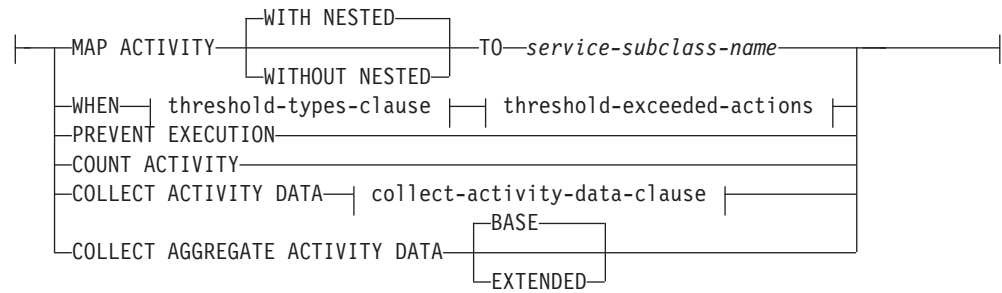 WITH NESTED
MAP ACTIVITY TO service-subclass-name
WITHOUT NESTED
WHEN threshold-types-clause threshold-exceeded-actions
PREVENT EXECUTION
COUNT ACTIVITY
COLLECT ACTIVITY DATA collect-activity-data-clause
BASE
COLLECT AGGREGATE ACTIVITY DATA
EXTENDED